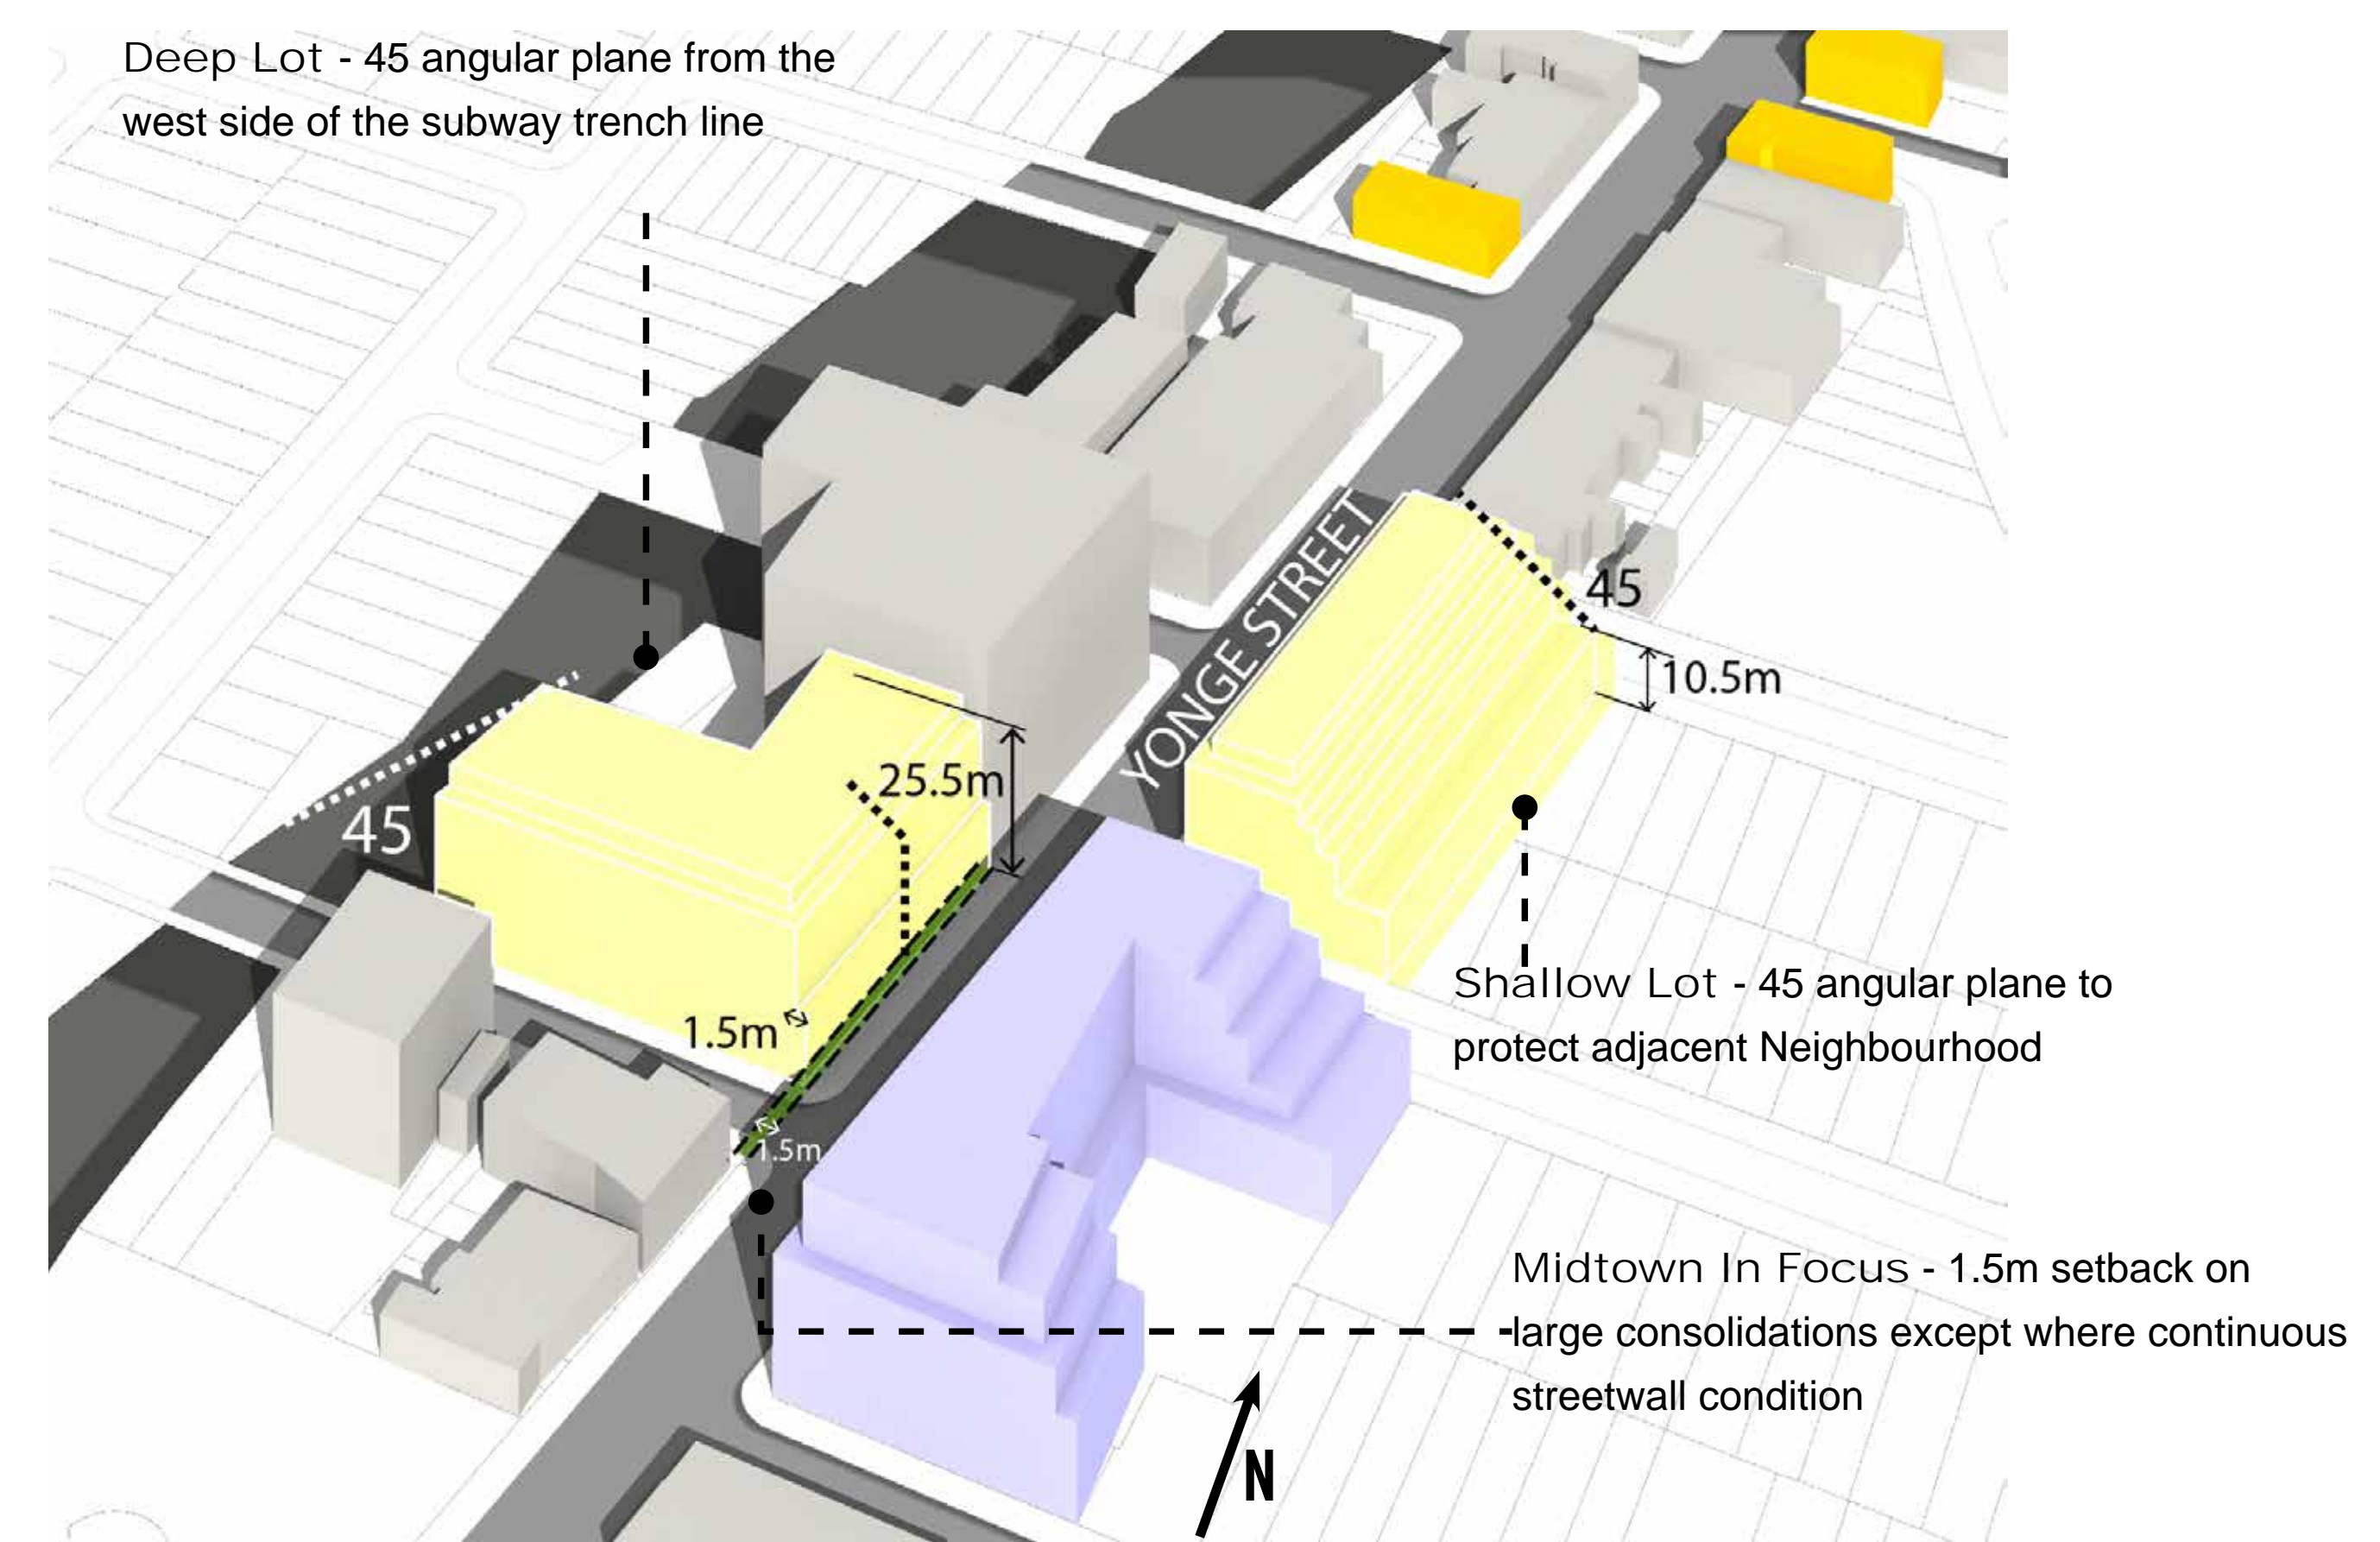 Deep Lot - 45 angular plane from the
west side of the subway trench line
YONGE STREET
45
10.5m
25.5m
45
1.5m
1.5m
Shallow Lot - 45 angular plane to
protect adjacent Neighbourhood
Midtown In Focus - 1.5m setback on
large consolidations except where continuous
streetwall condition
N